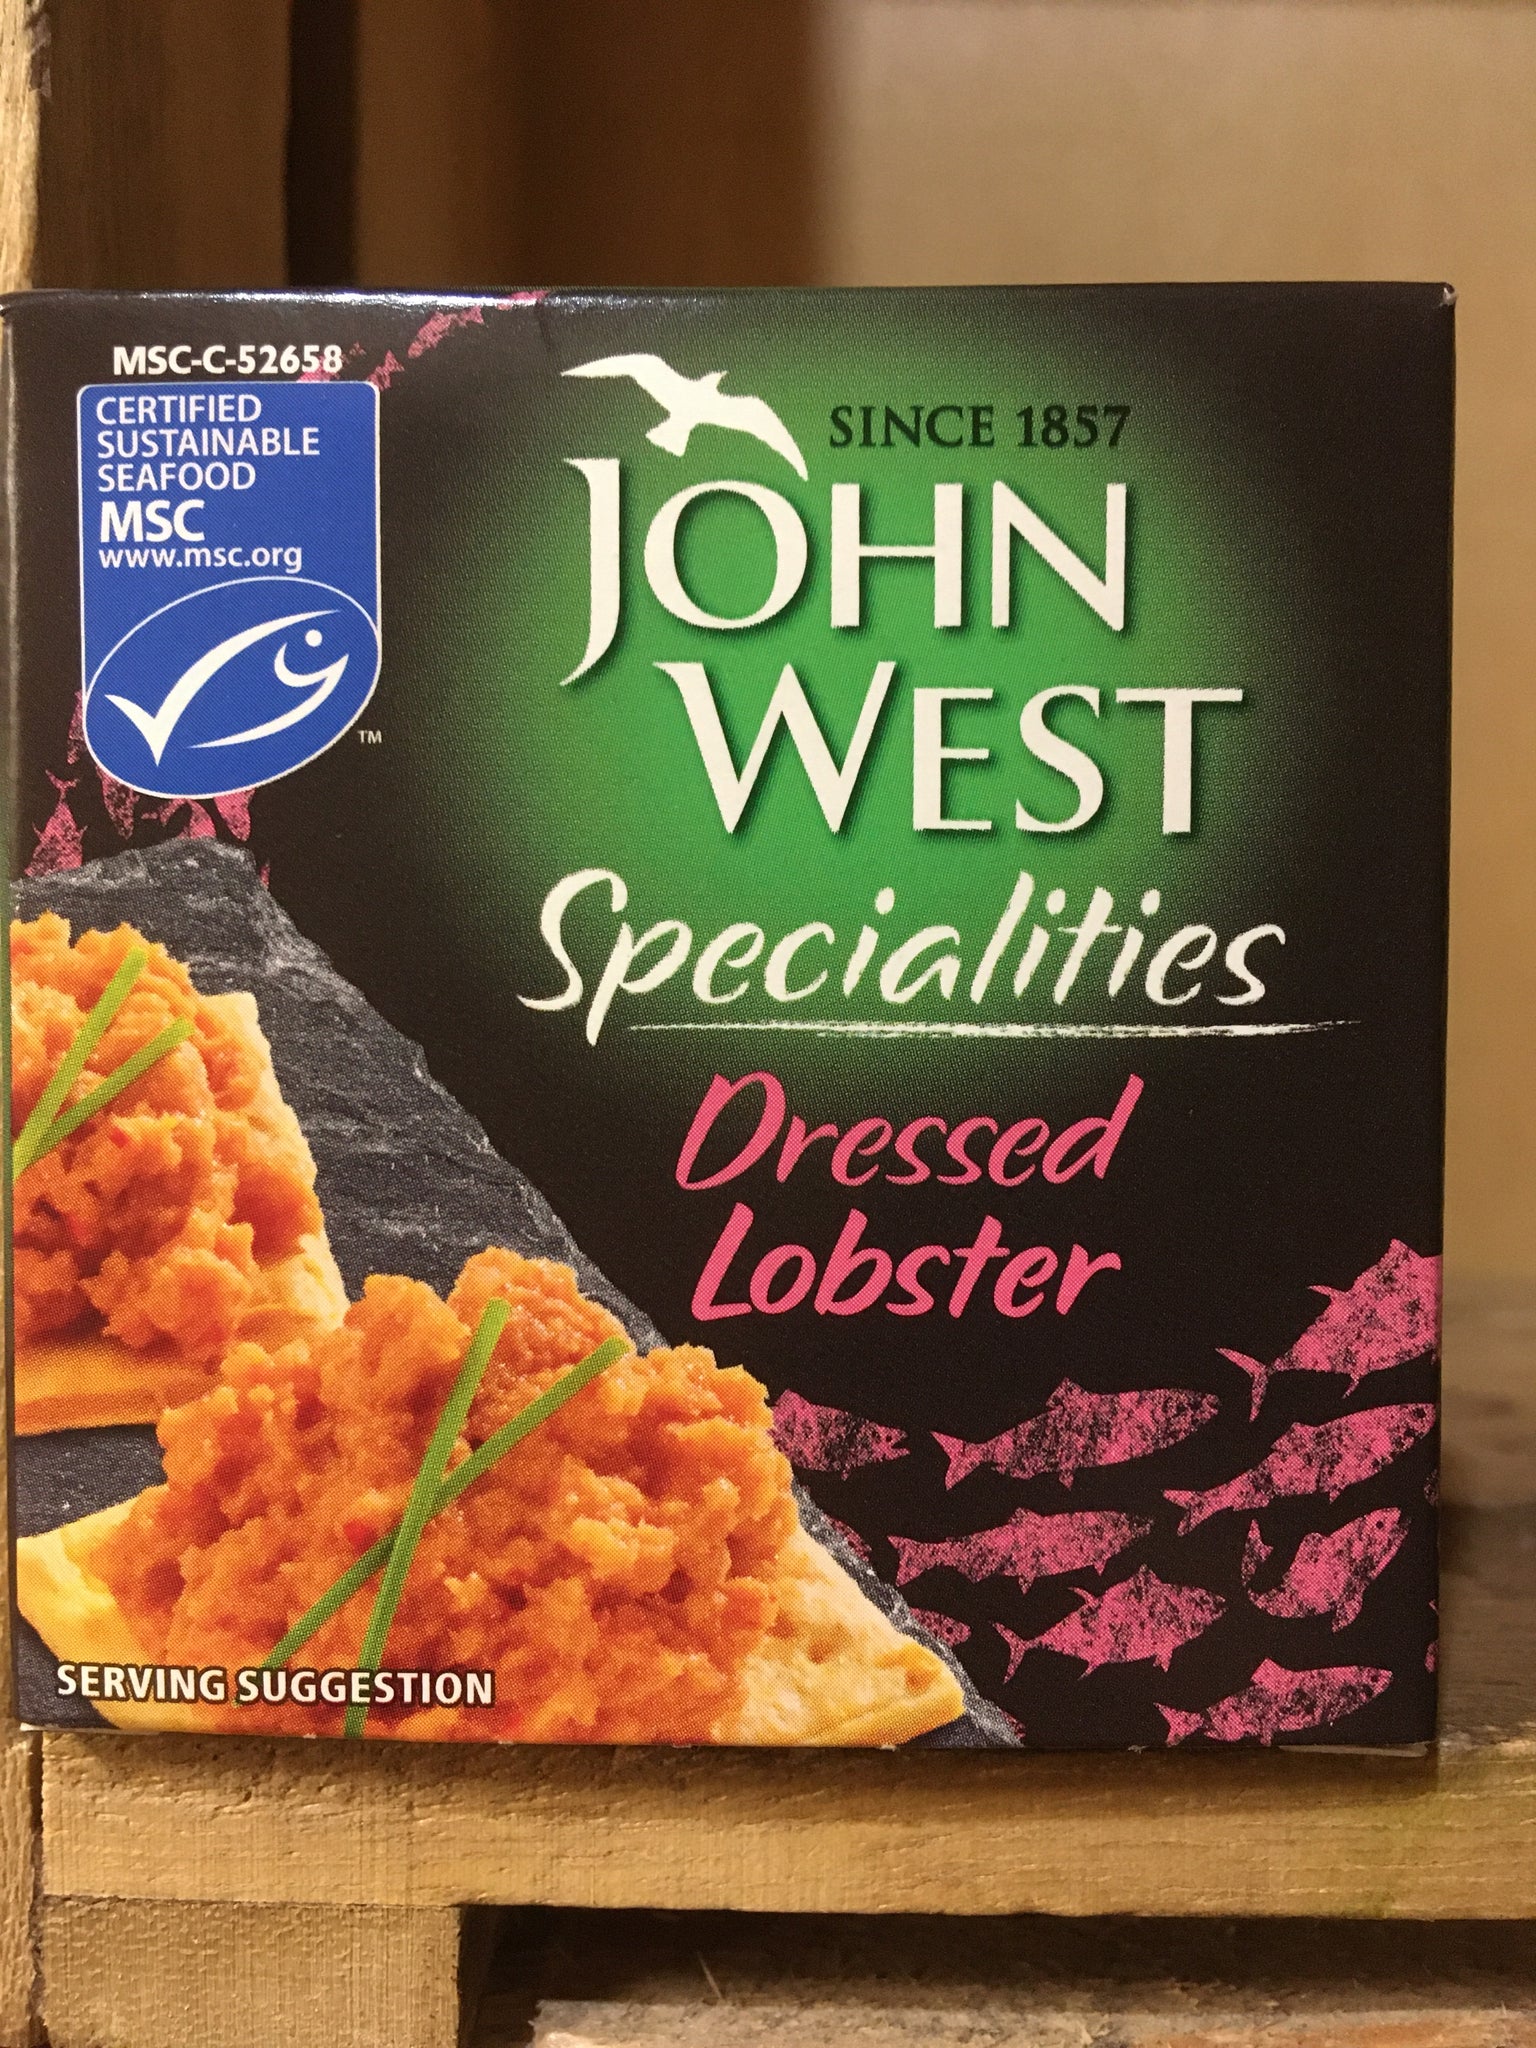 MSC-C-52658
CERTIFIED
SUSTAINABLE
SEAFOOD
MSC
www.msc.org
TM
SINCE 1857
JOHN
WEST
Specialities
Dressed
Lobster
SERVING SUGGESTION